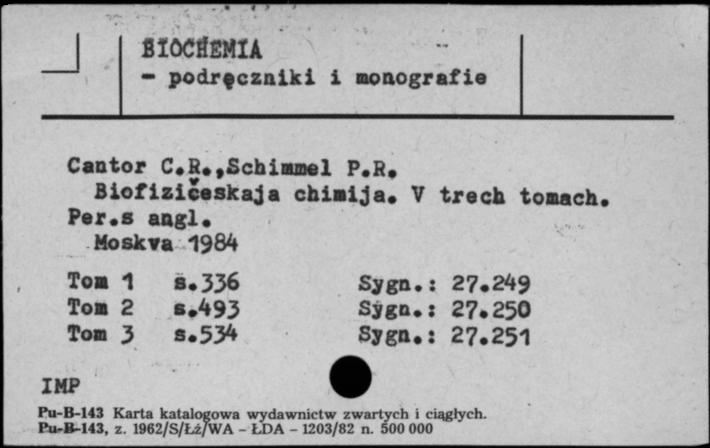 BIOCHEMIA
- podręczniki i monografie
Cantor C.R.,Schimmel P.R.
Biofizičeskaja chimija. V trech tomach.
Per.s angl.
Moskva 1984
Tom 1 s.336 Sygn.: 27.249
Tom 2 s.493 Sygn.: 27.250
Tom 3 s.534 Sygn.: 27.251
IMP
Pu-B-143 Karta katalogowa wydawnictw zwartych i ciągłych.
Pu-B-143, z. 1962/S/Łź/WA - ŁDA - 1203/82 n. 500 000